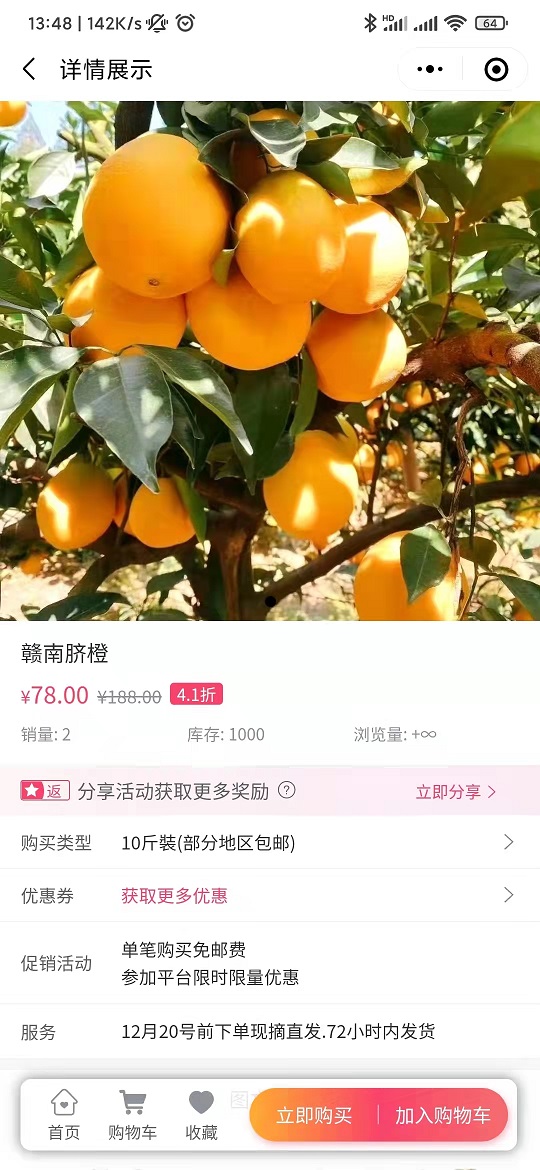 13:48 | 142K/s
HD
64
详情展示
赣南脐橙
¥78.00 ¥188.00 4.1折
销量: 2 库存: 1000 浏览量: +∞
返 分享活动获取更多奖励 ? 立即分享
购买类型 10斤裝(部分地区包邮)
优惠券 获取更多优惠
促销活动 单笔购买免邮费
参加平台限时限量优惠
服务 12月20号前下单现摘直发.72小时内发货
首页 购物车 收藏 立即购买 加入购物车